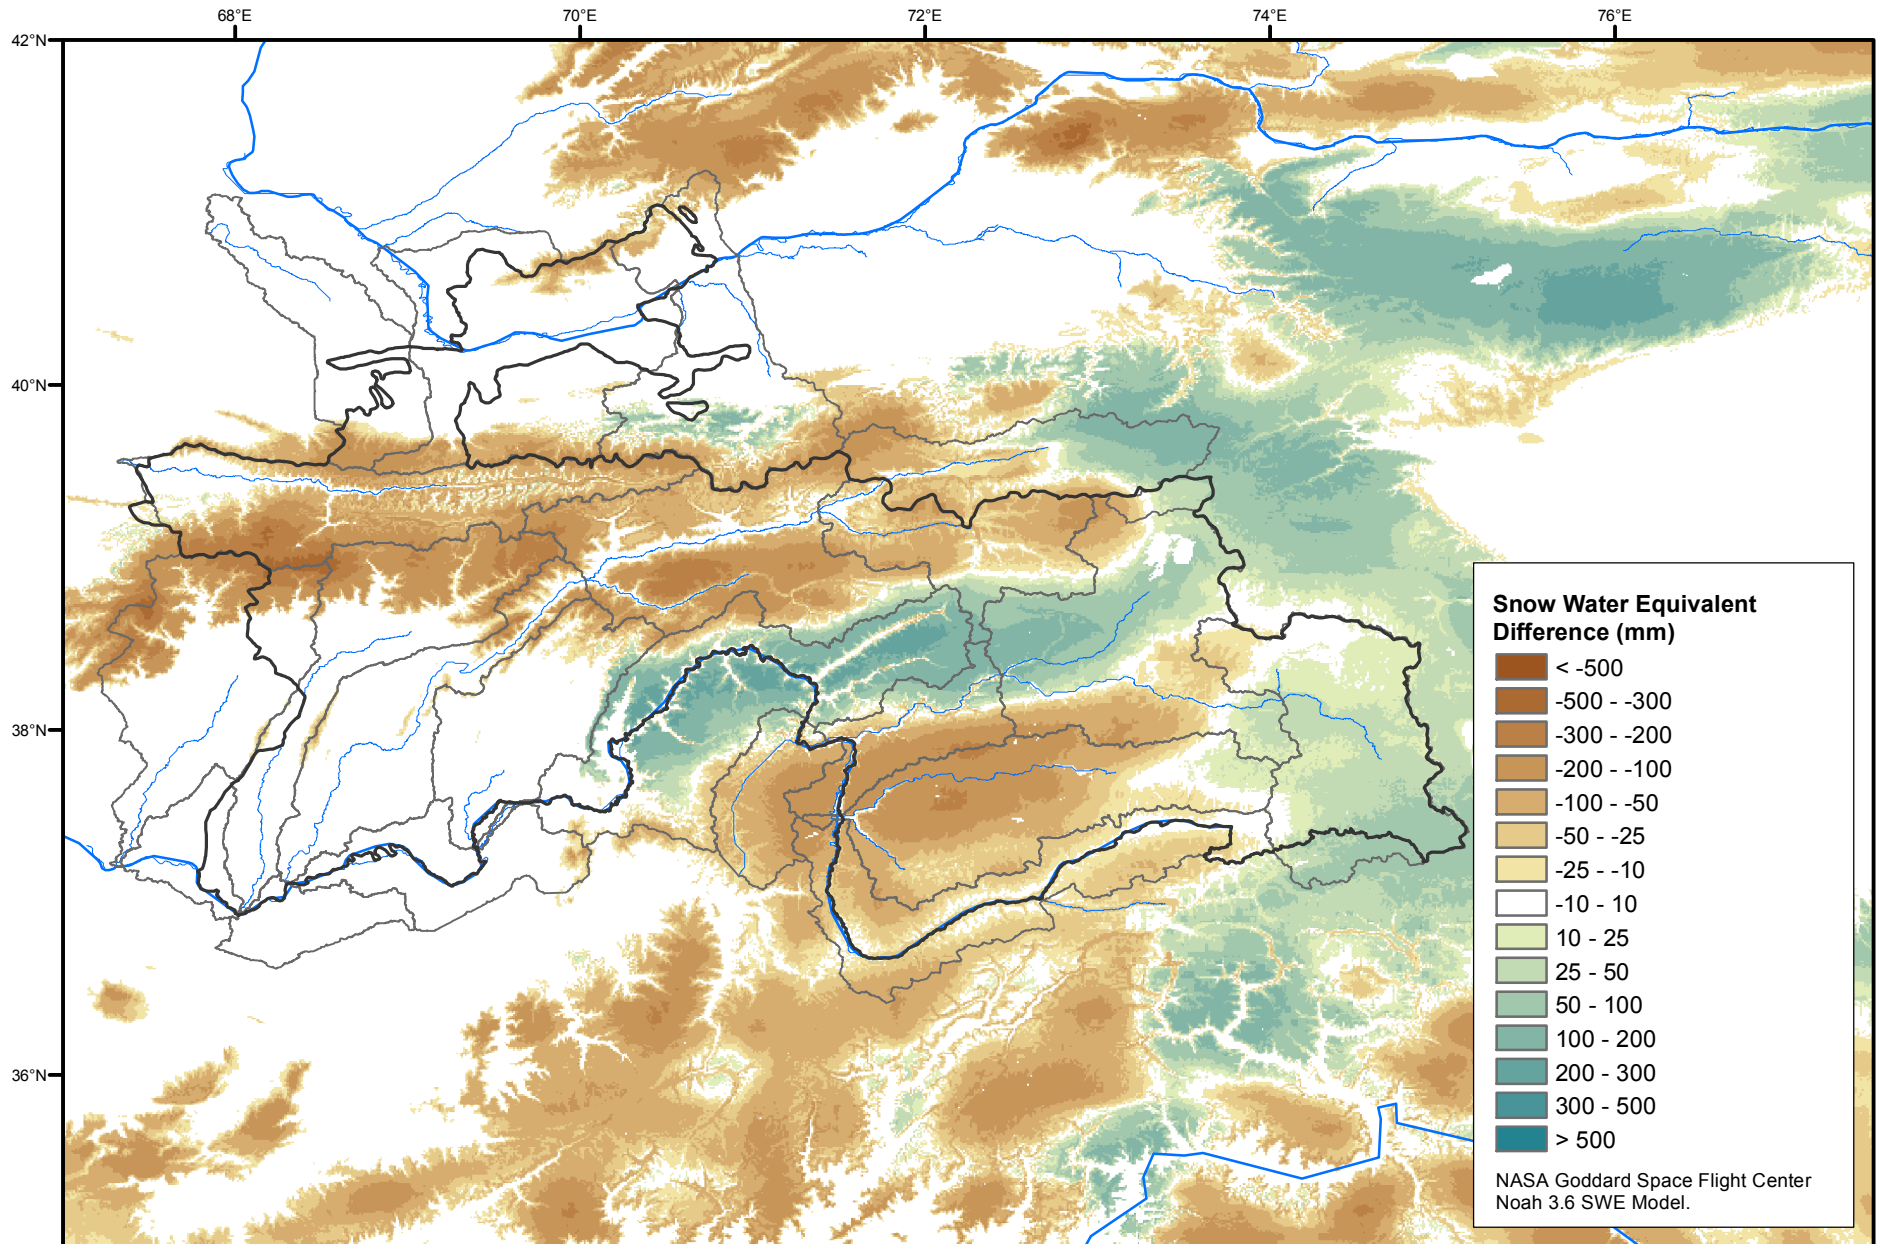 68°E 70°E 72°E 74°E 76°E
42°N
40°N
38°N
36°N
Snow Water Equivalent
Difference (mm)
< -500
-500 - -300
-300 - -200
-200 - -100
-100 - -50
-50 - -25
-25 - -10
-10 - 10
10 - 25
25 - 50
50 - 100
100 - 200
200 - 300
300 - 500
> 500
NASA Goddard Space Flight Center
Noah 3.6 SWE Model.